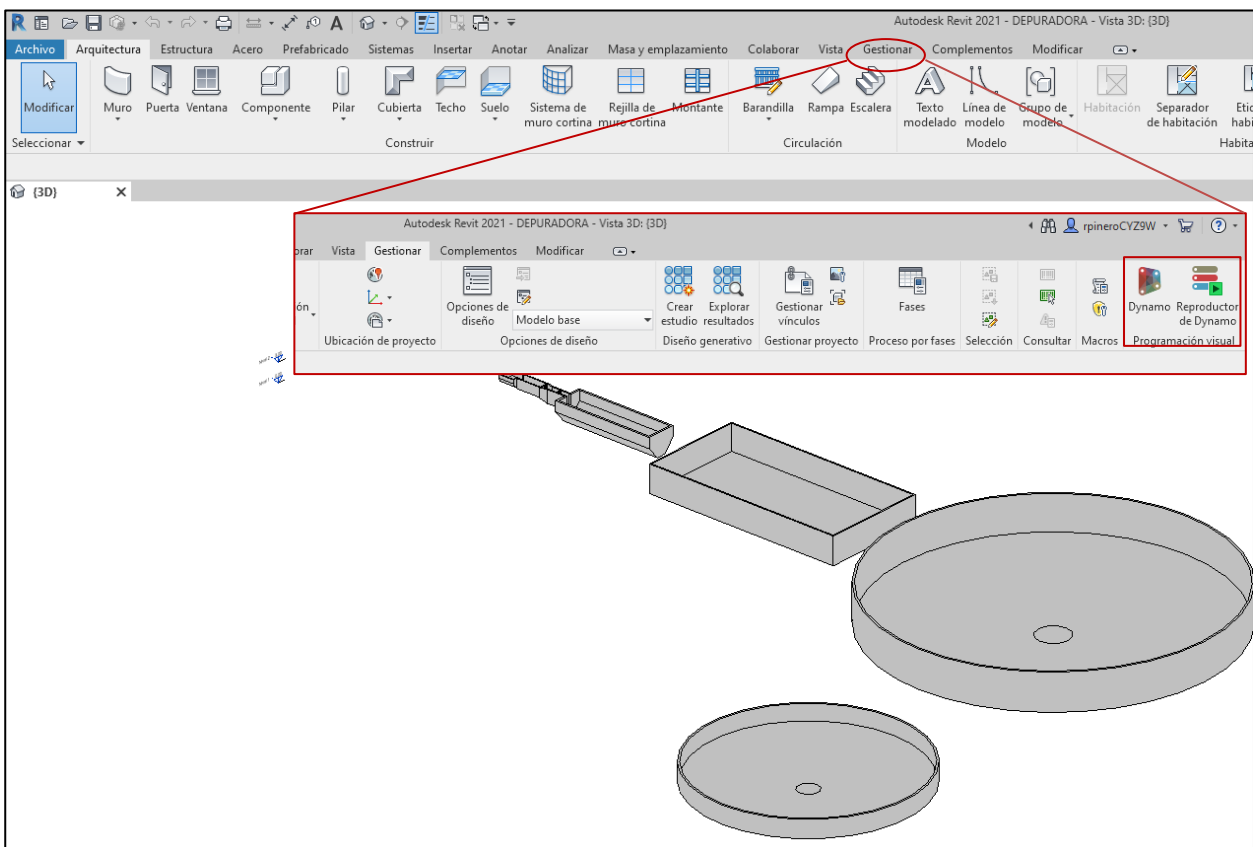 Autodesk Revit 2021 - DEPURADORA - Vista 3D: {3D}
Archivo Arquitectura Estructura Acero Prefabricado Sistemas Insertar Anotar Analizar Masa y emplazamiento Colaborar Vista Gestionar Complementos Modificar
Modificar Muro Puerta Ventana Componente Pilar Cubierta Techo Suelo Sistema de Rejilla de Montante Barandilla Rampa Escalera Texto Línea de Grupo de Habitación Separador
muro cortina muro cortina modelado modelo modelo de habitación
Seleccionar Construir Circulación Modelo
{3D}
Autodesk Revit 2021 - DEPURADORA - Vista 3D: {3D} rpineroCYZ9W
orar Vista Gestionar Complementos Modificar
ón Opciones de Crear Explorar Gestionar Fases Dynamo Reproductor
diseño Modelo base estudio resultados vínculos de Dynamo
Ubicación de proyecto Opciones de diseño Diseño generativo Gestionar proyecto Proceso por fases Selección Consultar Macros Programación visual